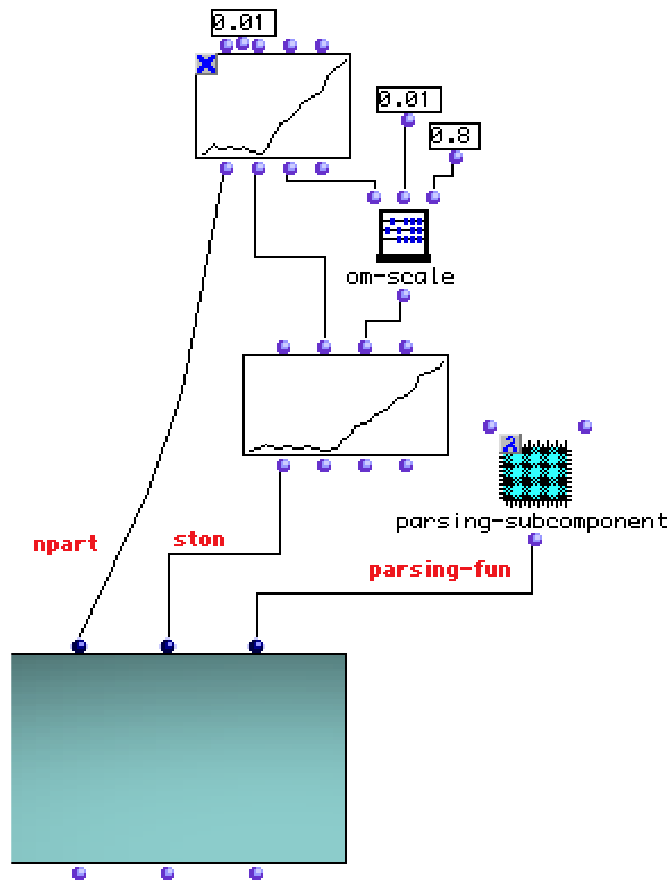 0.01
0.01
0.8
om-scale
parsing-subcomponent
npart
ston
parsing-fun